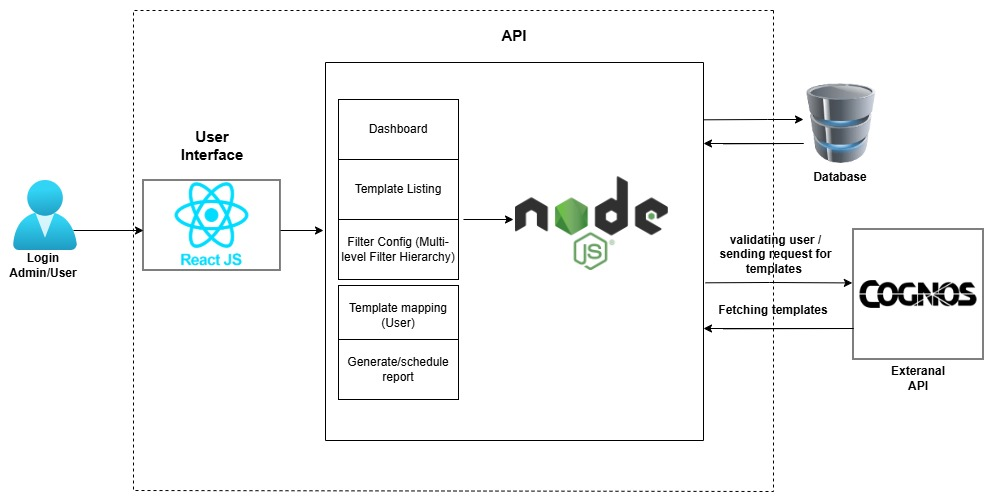 API
User
Interface
React JS
Login
Admin/User
Dashboard
Template Listing
Filter Config (Multi-
level Filter Hierarchy)
Template mapping
(User)
Generate/schedule
report
node
JS
®
Database
validating user /
sending request for
templates
Fetching templates
COGNOS
Exteranal
API